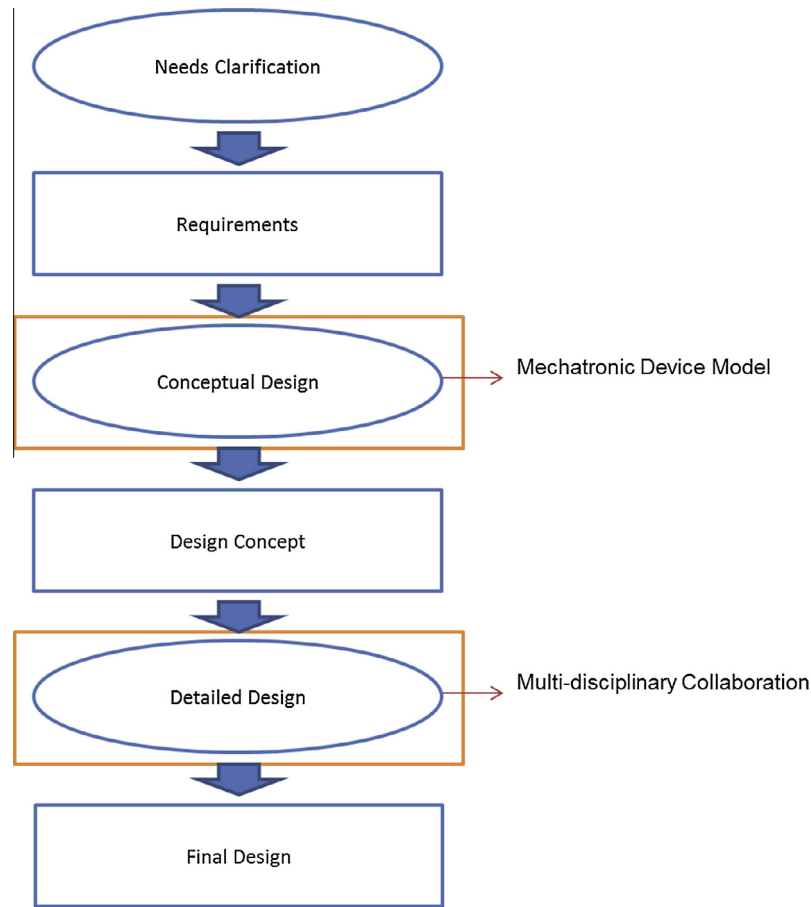 Needs Clarification
Requirements
Conceptual Design
Mechatronic Device Model
Design Concept
Detailed Design
Multi-disciplinary Collaboration
Final Design